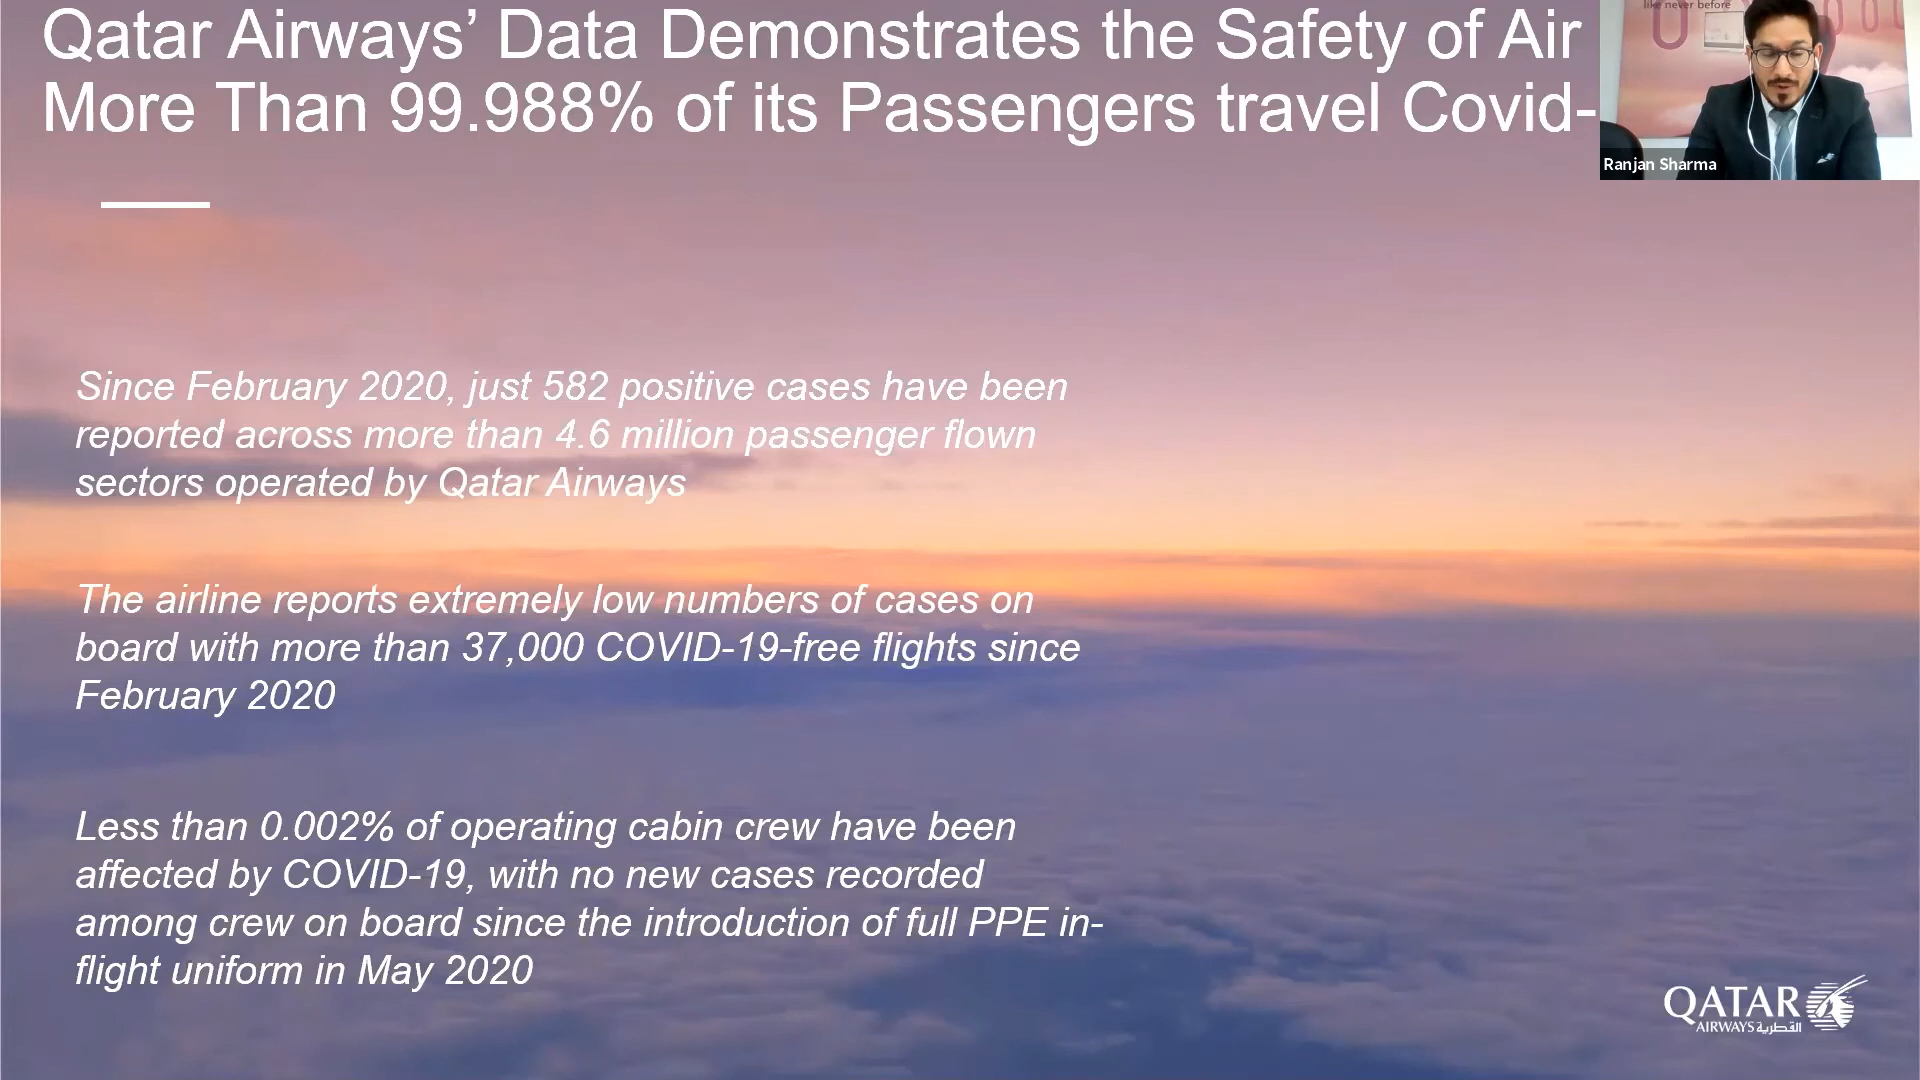 Qatar Airways’ Data Demonstrates the Safety of Air
More Than 99.988% of its Passengers travel Covid-
like never before
Ranjan Sharma
Since February 2020, just 582 positive cases have been
reported across more than 4.6 million passenger flown
sectors operated by Qatar Airways
The airline reports extremely low numbers of cases on
board with more than 37,000 COVID-19-free flights since
February 2020
Less than 0.002% of operating cabin crew have been
affected by COVID-19, with no new cases recorded
among crew on board since the introduction of full PPE in-
flight uniform in May 2020
QATAR
AIRWAYS القطرية